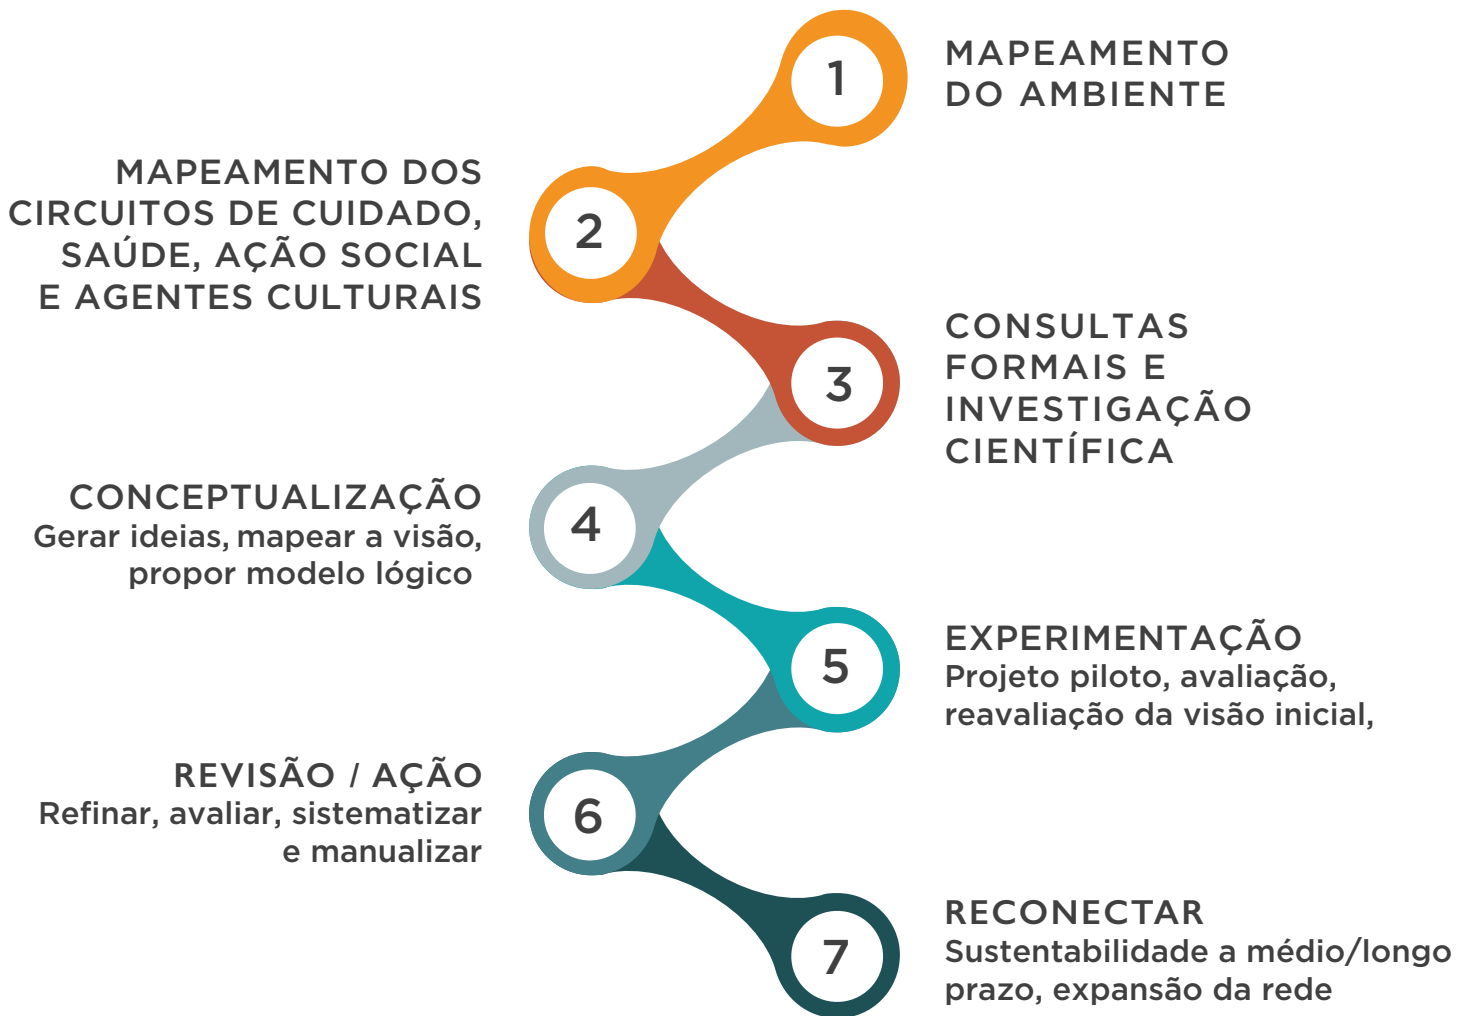 1
MAPEAMENTO
DO AMBIENTE
MAPEAMENTO DOS
CIRCUITOS DE CUIDADO,
SAÚDE, AÇÃO SOCIAL
E AGENTES CULTURAIS
2
3
CONSULTAS
FORMAIS E
INVESTIGAÇÃO
CIENTÍFICA
CONCEPTUALIZAÇÃO
Gerar ideias, mapear a visão,
propor modelo lógico
4
5
EXPERIMENTAÇÃO
Projeto piloto, avaliação,
reavaliação da visão inicial,
REVISÃO / AÇÃO
Refinar, avaliar, sistematizar
e manualizar
6
7
RECONECTAR
Sustentabilidade a médio/longo
prazo, expansão da rede